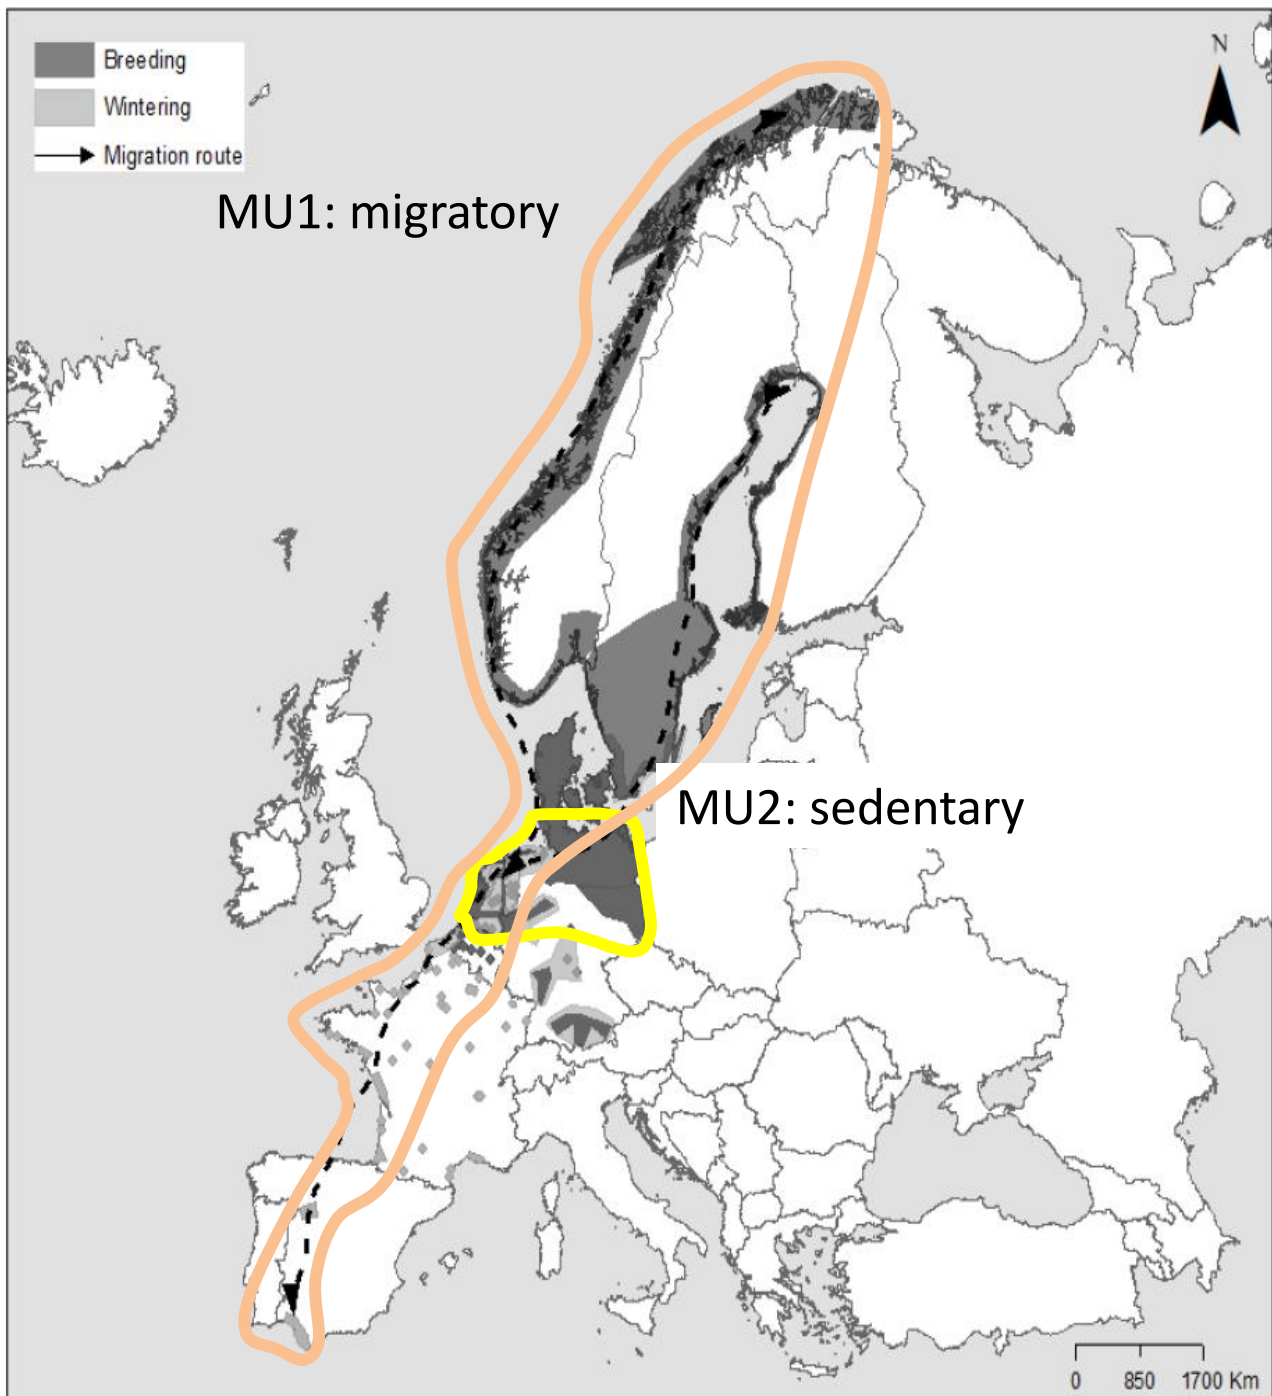 Breeding
Wintering
Migration route
N
MU1: migratory
MU2: sedentary
0 850 1700 Km